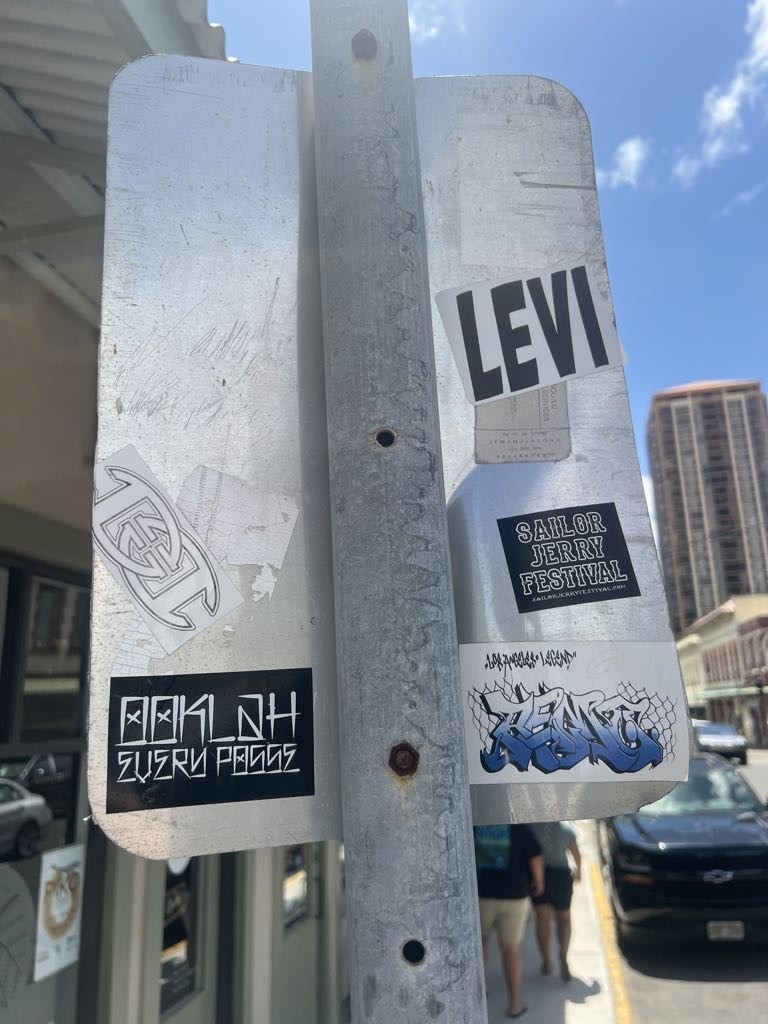 LEVI
SAILOR
JERRY
FESTIVAL
SAILORJERRYFESTIVAL.COM
"LOS ANGELES LEGEND"
OOKLAH
EVERY POSSE